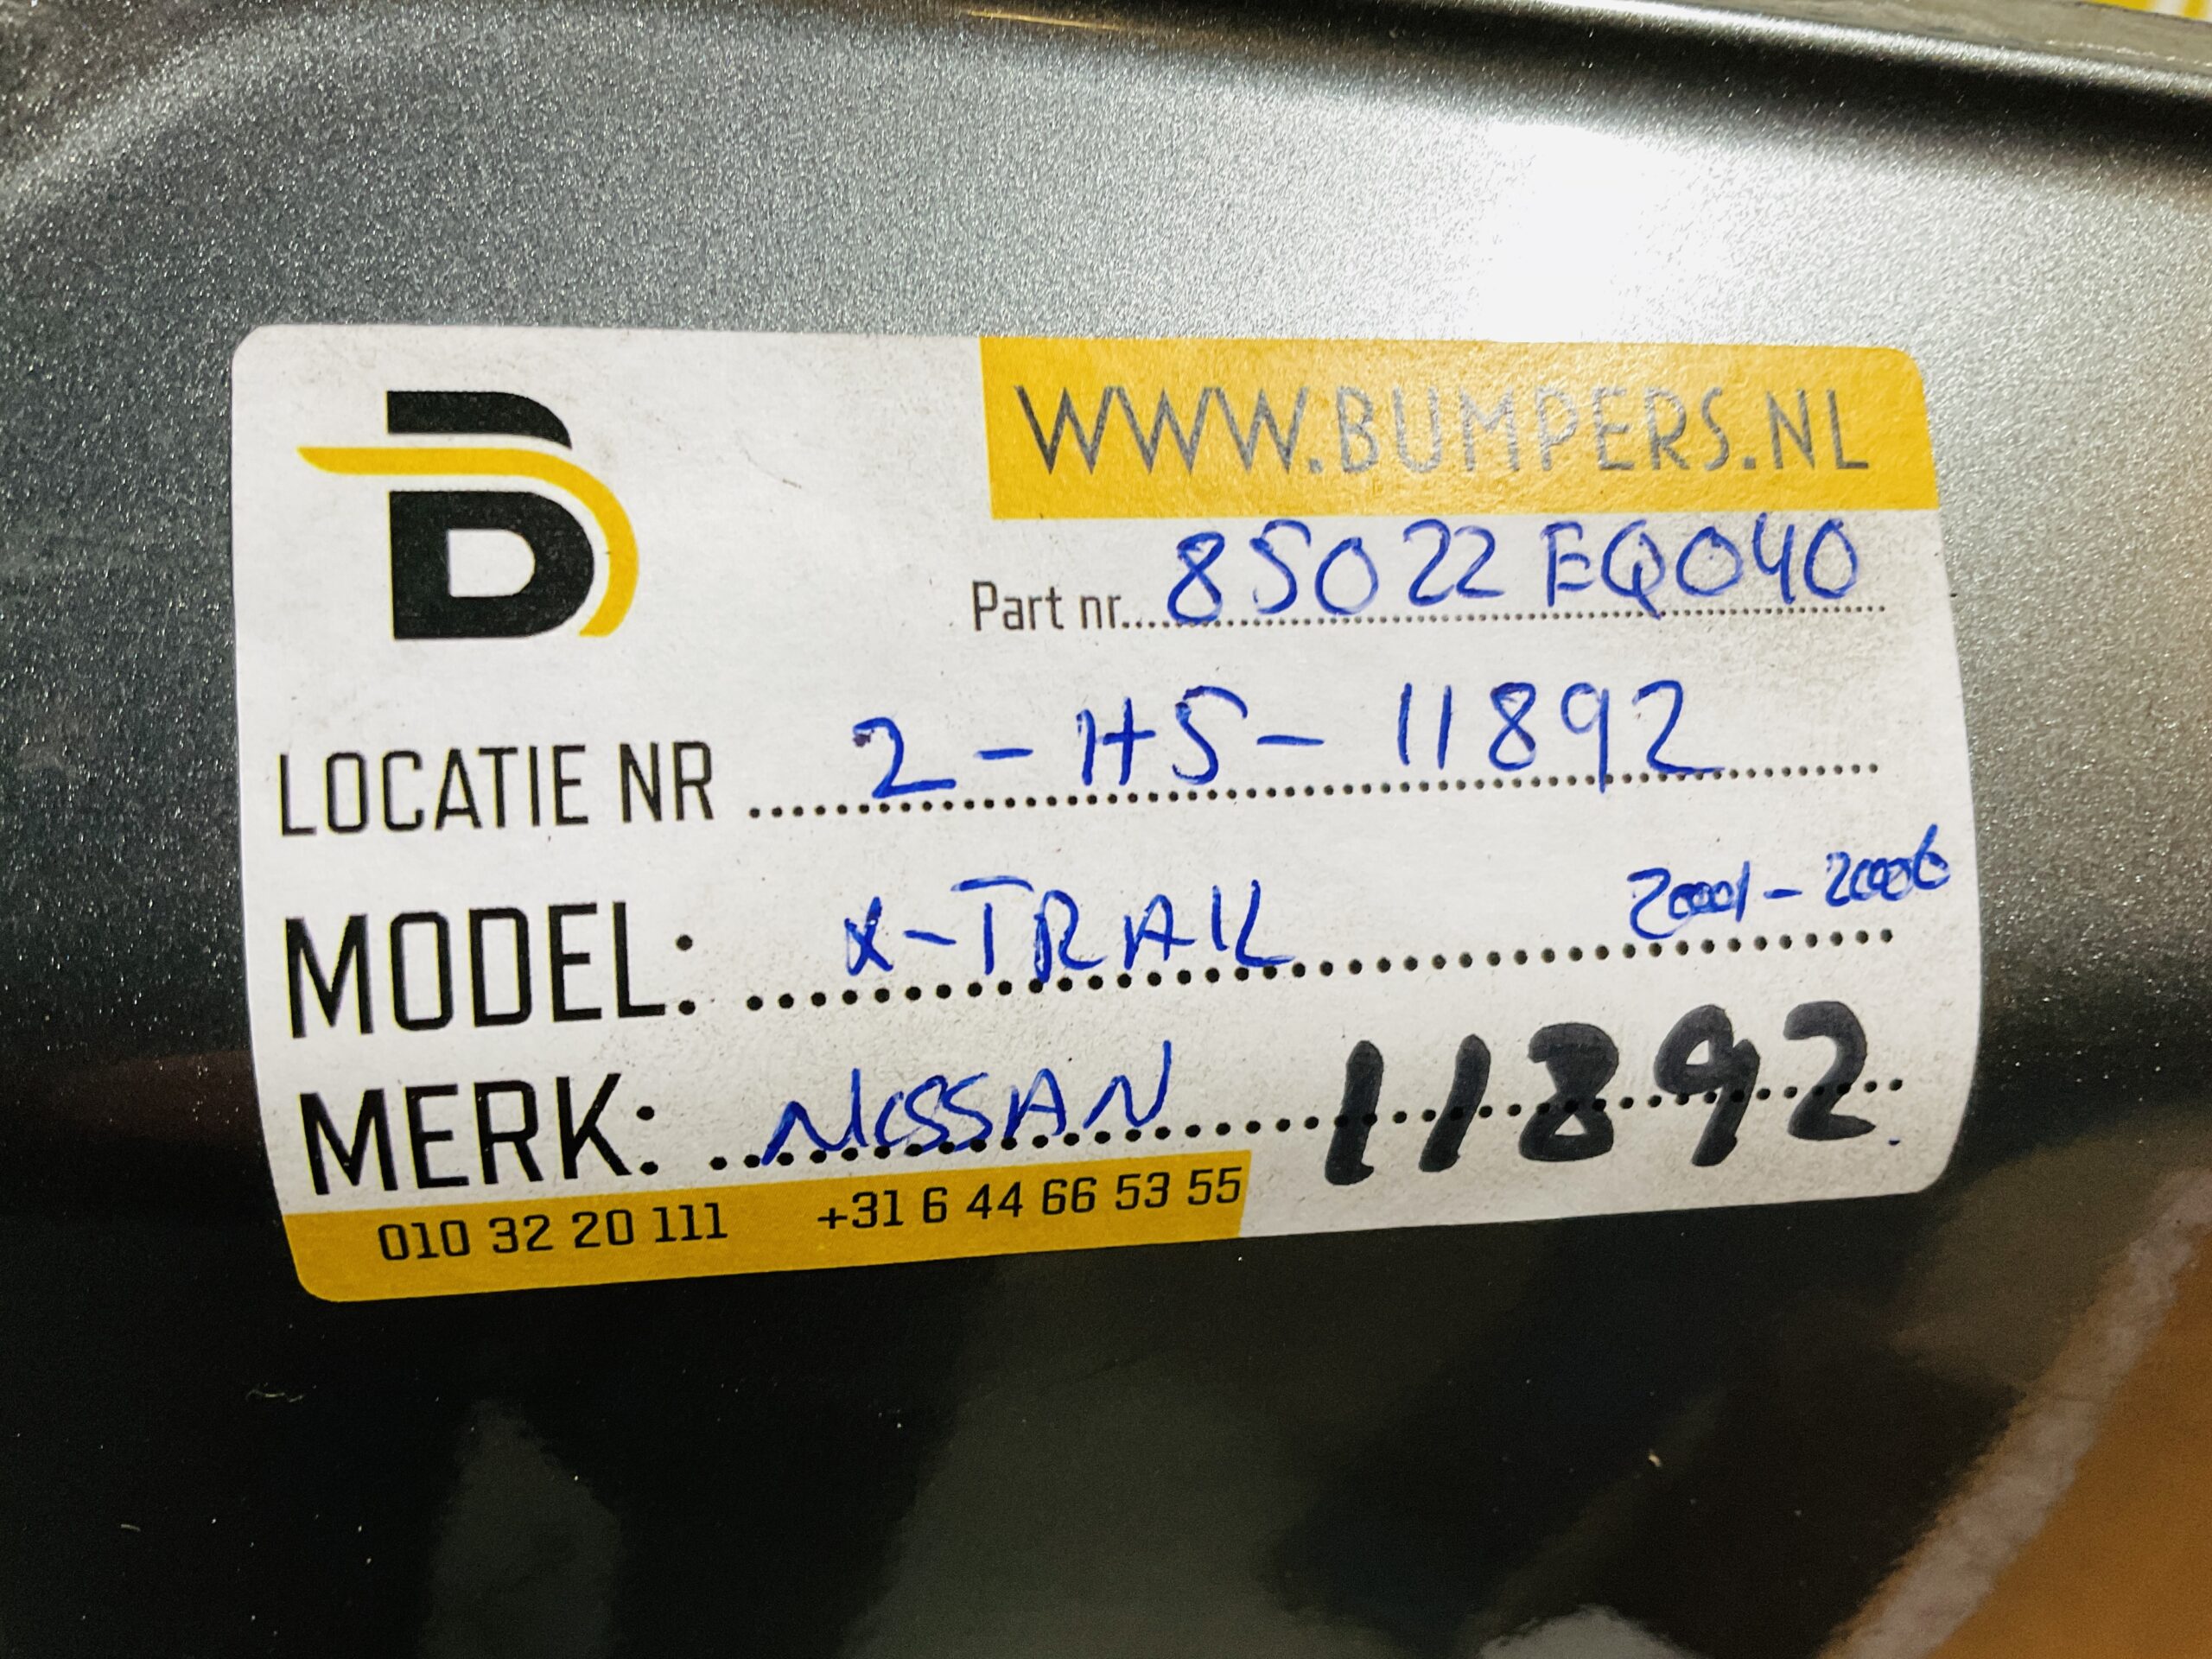 WWW.BUMPERS.NL
Part nr. 85022EQ040
LOCATIE NR 2-HS-11892
MODEL: X-TRAIL 2001-2006
MERK: NISSAN 11892
010 32 20 111 +31 6 44 66 53 55